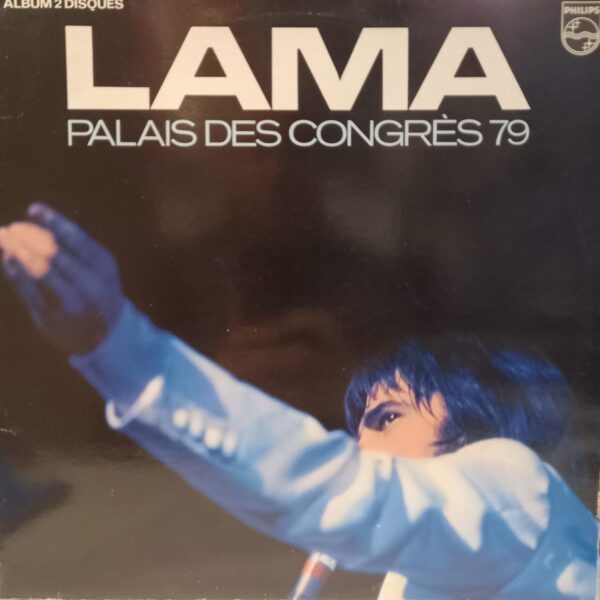 ALBUM 2 DISQUES
PHILIPS
LAMA
PALAIS DES CONGRÈS 79